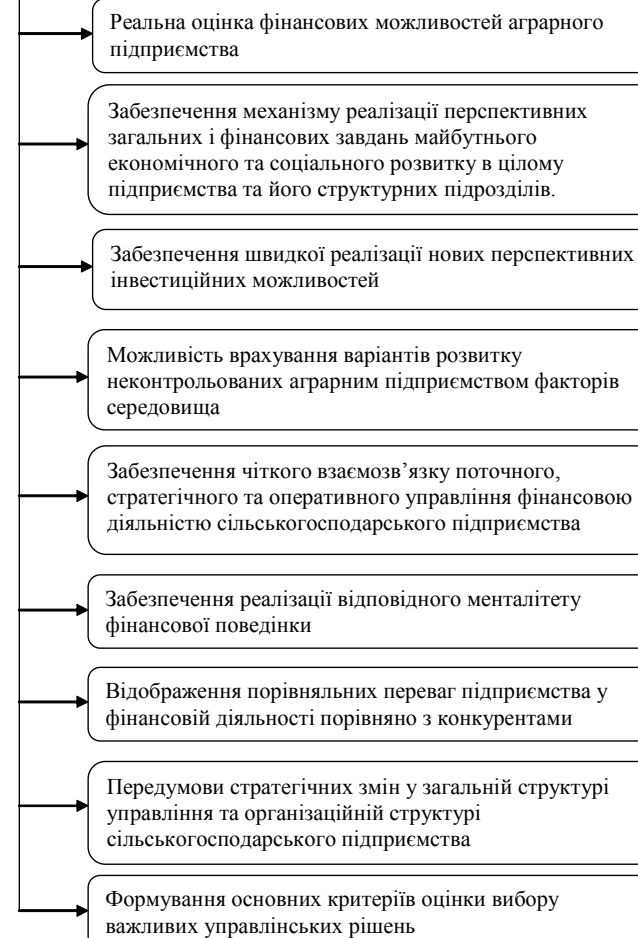 Реальна оцінка фінансових можливостей аграрного
підприємства
Забезпечення механізму реалізації перспективних
загальних і фінансових завдань майбутнього
економічного та соціального розвитку в цілому
підприємства та його структурних підрозділів.
Забезпечення швидкої реалізації нових перспективних
інвестиційних можливостей
Можливість врахування варіантів розвитку
неконтрольованих аграрним підприємством факторів
середовища
Забезпечення чіткого взаємозв’язку поточного,
стратегічного та оперативного управління фінансовою
діяльністю сільськогосподарського підприємства
Забезпечення реалізації відповідного менталітету
фінансової поведінки
Відображення порівняльних переваг підприємства у
фінансовій діяльності порівняно з конкурентами
Передумови стратегічних змін у загальній структурі
управління та організаційній структурі
сільськогосподарського підприємства
Формування основних критеріїв оцінки вибору
важливих управлінських рішень